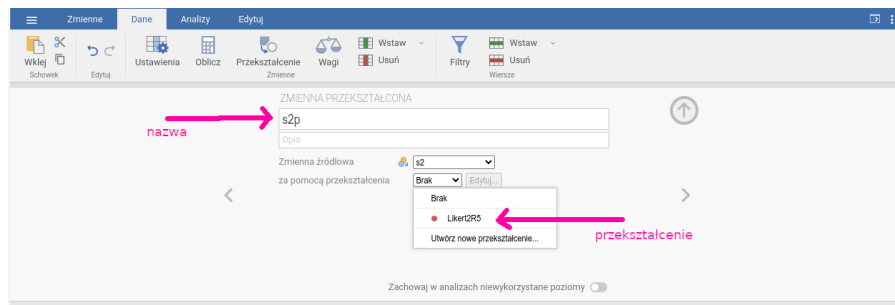 Zmienne Dane Analizy Edytuj
Wklej Ustawienia Oblicz Przekształcenie Wagi Wstaw Usuń Filtry Wstaw Usuń
Schowek Edytuj Zmienne Wiersze
ZMIENNA PRZEKSZTAŁCONA
s2p
nazwa
Opis
Zmienna źródłowa s2
za pomocą przekształcenia Brak Edytuj...
Brak
Likert2R5
przekształcenie
Utwórz nowe przekształcenie...
Zachowaj w analizach niewykorzystane poziomy